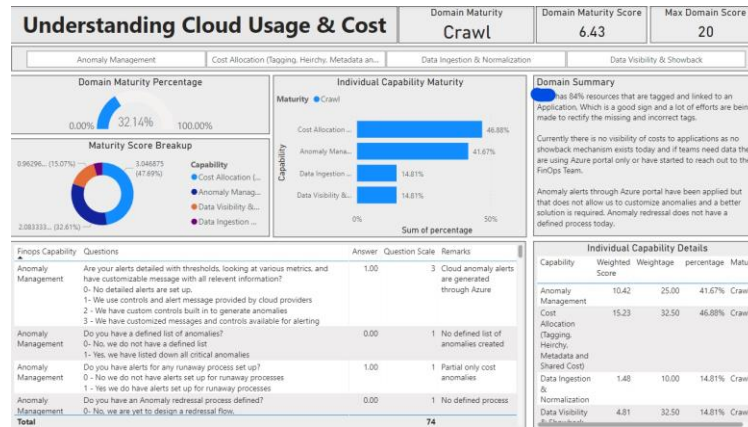 Understanding Cloud Usage & Cost
Domain Maturity
Crawl
Domain Maturity Score
6.43
Max Domain Score
20
Anomaly Management
Cost Allocation (Tagging, Heirchy, Metadata an...
Data Ingestion & Normalization
Data Visibility & Showback
Domain Maturity Percentage
0.00%
32.14%
100.00%
Maturity Score Breakup
0.96296... (15.07%)
3.046875
(47.69%)
2.083333... (32.61%)
Capability
Cost Allocation (...
Anomaly Manag...
Data Visibility &...
Data Ingestion ...
Individual Capability Maturity
Maturity
Crawl
Capability
Cost Allocation ...
46.88%
Anomaly Mana...
41.67%
Data Ingestion ...
14.81%
Data Visibility &...
14.81%
0%
50%
Sum of percentage
Domain Summary
has 84% resources that are tagged and linked to an
Application, Which is a good sign and a lot of efforts are bein
made to rectify the missing and incorrect tags.
Currently there is no visibility of costs to applications as no
showback mechanism exists today and if teams need data the
are using Azure portal only or have started to reach out to the
FinOps Team.
Anomaly alerts through Azure portal have been applied but
that does not allow us to customize anomalies and a better
solution is required. Anomaly redressal does not have a
defined process today.
Finops Capability
Questions
Answer
Question Scale
Remarks
Anomaly
Management
Are your alerts detailed with thresholds, looking at various metrics, and
have customizable message with all relevent information?
0- No detailed alerts are set up.
1- We use controls and alert message provided by cloud providers
2 - We have custom controls built in to generate anomalies
3 - We have customized messages and controls available for alerting
1.00
3
Cloud anomaly alerts
are generated
through Azure
Anomaly
Management
Do you have a defined list of anomalies?
0- No, we do not have a defined list
1- Yes, we have listed down all critical anomalies
0.00
1
No defined list of
anomalies created
Anomaly
Management
Do you have alerts for any runaway process set up?
0 - No we do not have alerts set up for runaway processes
1 - Yes we do have alerts set up for runaway processes
1.00
1
Partial only cost
anomalies
Anomaly
Management
Do you have an Anomaly redressal process defined?
0- No, we are yet to design a redressal flow.
0.00
1
No defined process
Total
74
Individual Capability Details
Capability
Weighted
Score
Weightage
percentage
Matu
Anomaly
Management
10.42
25.00
41.67%
Craw
Cost
Allocation
(Tagging,
Heirchy,
Metadata and
Shared Cost)
15.23
32.50
46.88%
Craw
Data Ingestion
&
Normalization
1.48
10.00
14.81%
Craw
Data Visibility
4.81
32.50
14.81%
Craw